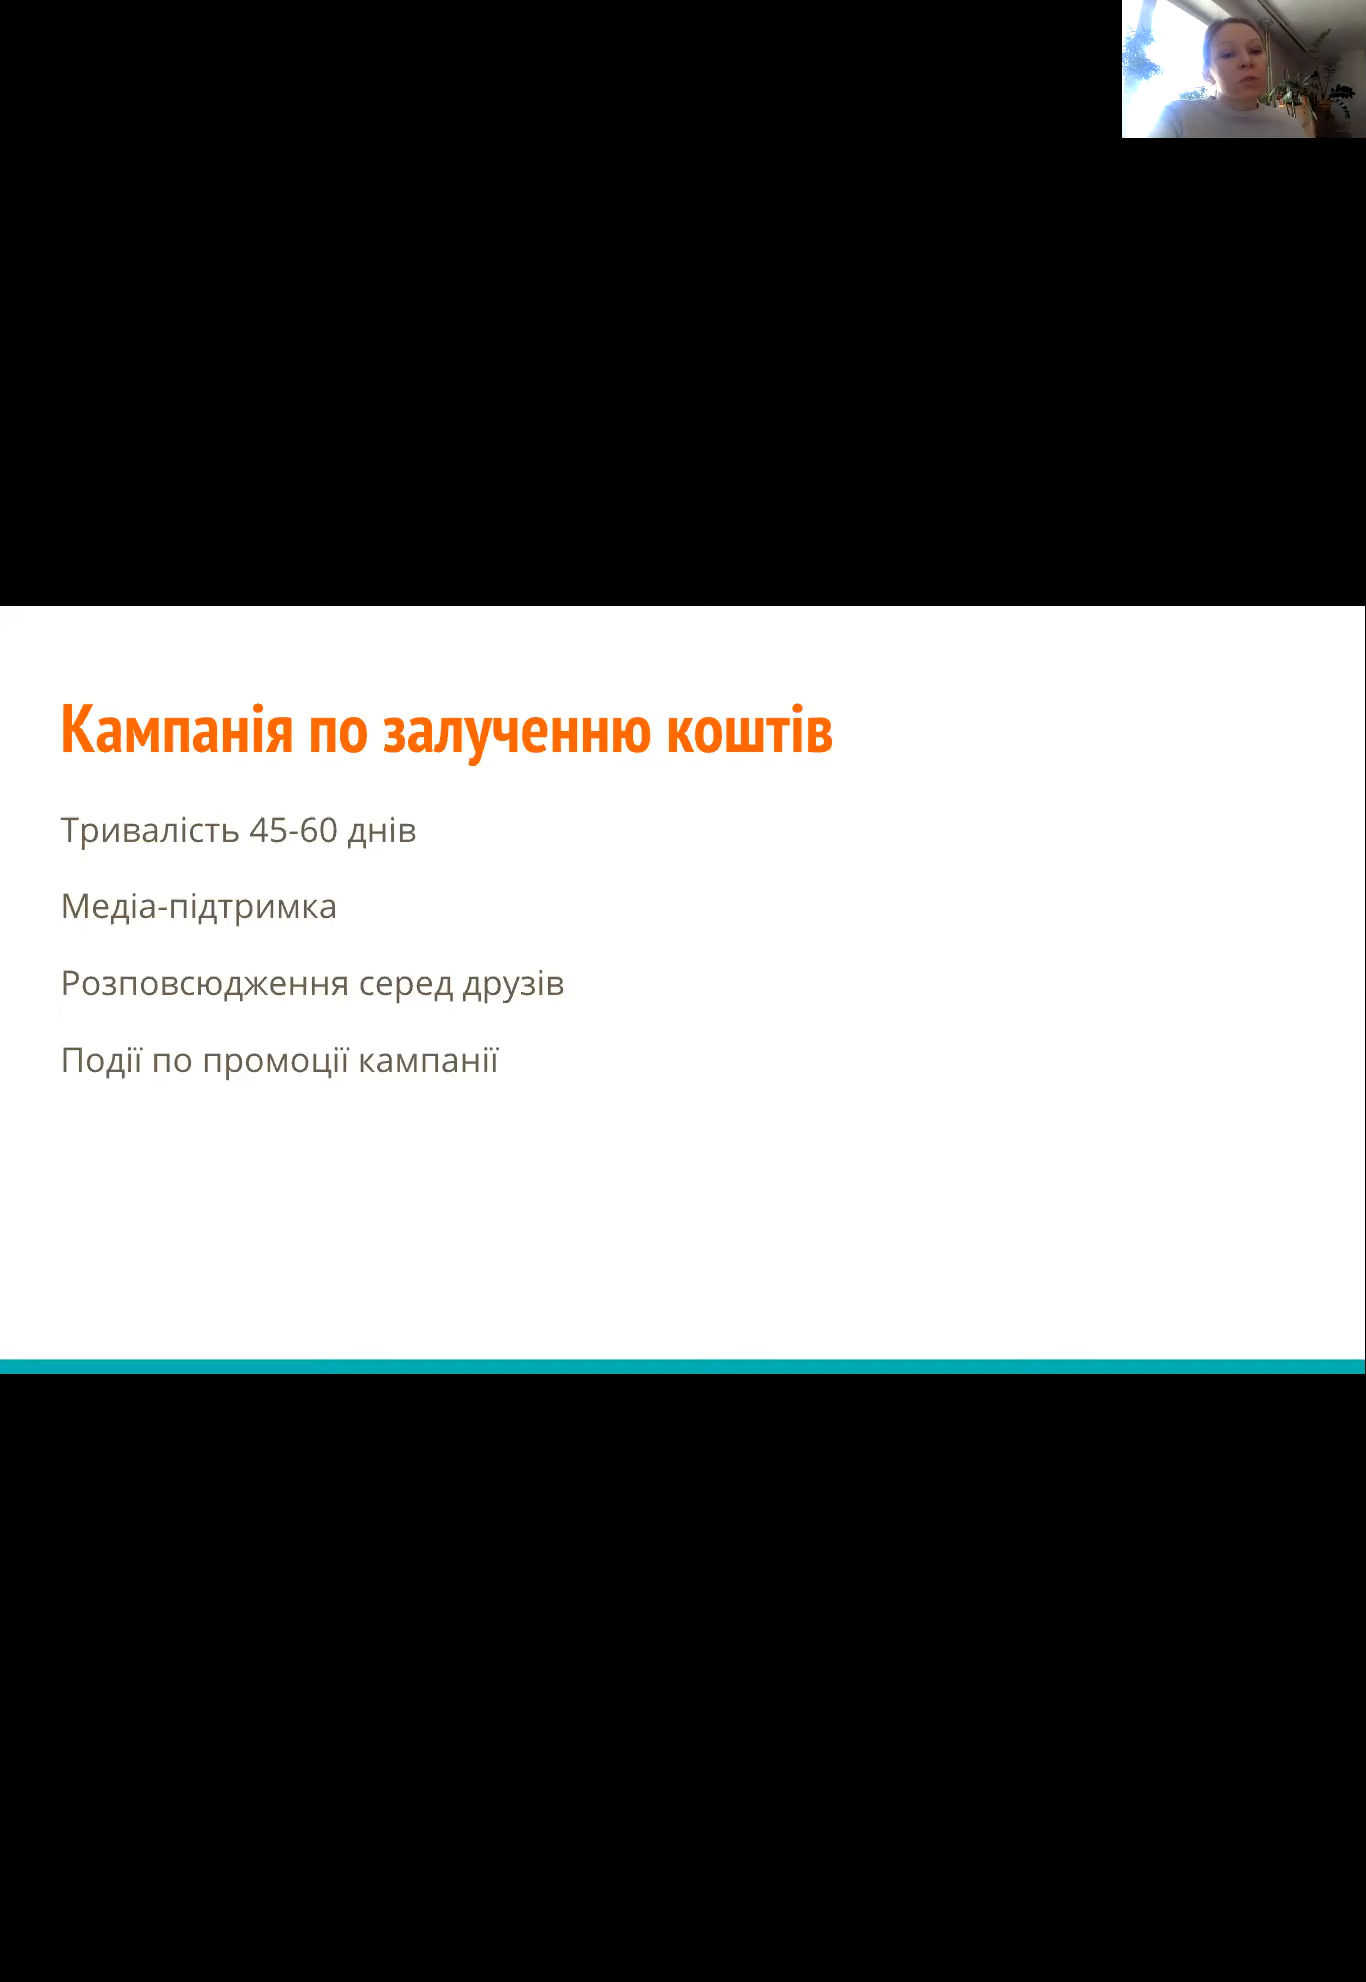 Кампанія по залученню коштів
Тривалість 45-60 днів
Медіа-підтримка
Розповсюдження серед друзів
Події по промоції кампанії